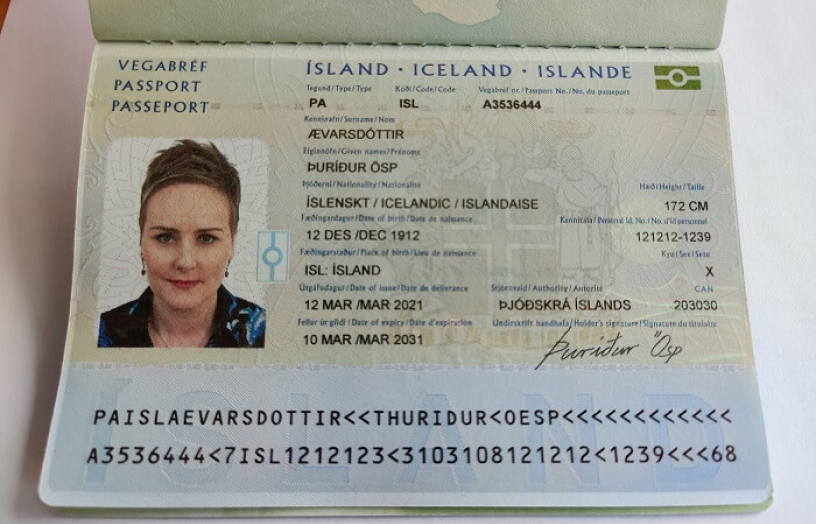 VEGABRÉF
PASSPORT
PASSEPORT
ÍSLAND · ICELAND · ISLANDE
Tegund/Type/Type Kóði/Code/Code Vegabréf nr./Passport No./No. du passeport
PA ISL A3536444
Kenninafn/Surname/Nom
ÆVARSDÓTTIR
Eiginnöfn/Given names/Prénoms
ÞURÍÐUR ÖSP
Þjóðerni/Nationality/Nationalité Hæð/Height/Taille
ÍSLENSKT / ICELANDIC / ISLANDAISE 172 CM
Fæðingardagur/Date of birth/Date de naissance Kennitala/Personal Id. No./No. d'id personnel
12 DES /DEC 1912 121212-1239
Fæðingarstaður/Place of birth/Lieu de naissance Kyn/Sex/Sexe
ISL: ÍSLAND X
Útgáfudagur/Date of issue/Date de délivrance Stjórnvald/Authority/Autorité CAN
12 MAR /MAR 2021 ÞJÓÐSKRÁ ÍSLANDS 203030
Fellur úr gildi/Date of expiry/Date d'expiration Undirskrift handhafa/Holder's signature/Signature du titulaire
10 MAR /MAR 2031 Þuríður Ösp
PAISLAEVARSDOTTIR<<THURIDUR<OESP<<<<<<<<<<<<
A3536444<7ISL1212123<3103108121212<1239<<<68
ÍSLAND